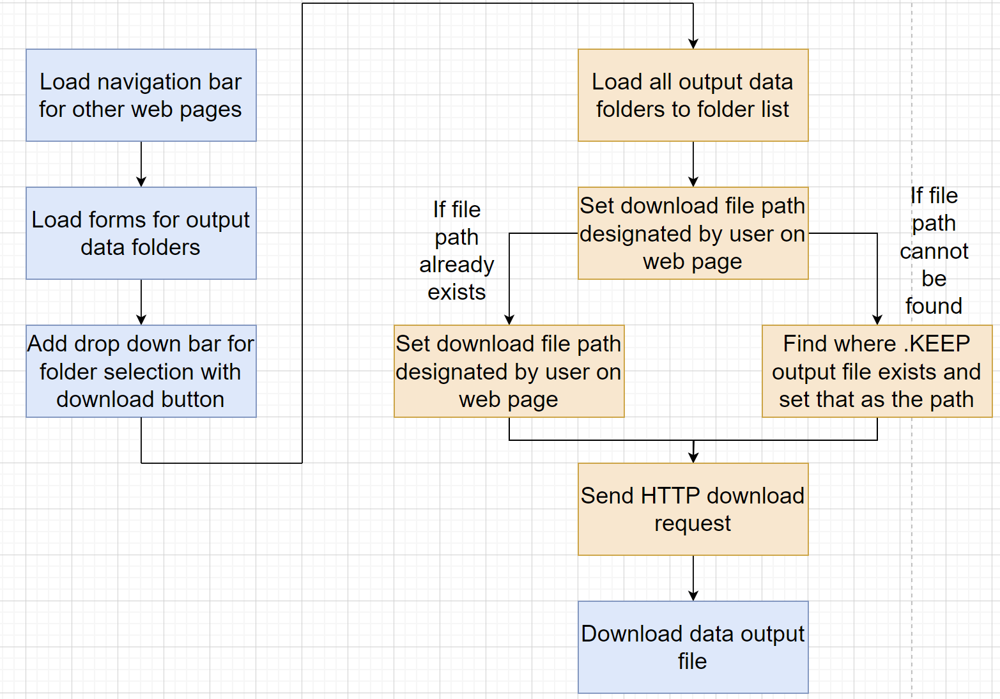 Load navigation bar
for other web pages
Load forms for output
data folders
Add drop down bar for
folder selection with
download button
Load all output data
folders to folder list
Set download file path
designated by user on
web page
If file
path
already
exists
If file
path
cannot
be
found
Set download file path
designated by user on
web page
Find where .KEEP
output file exists and
set that as the path
Send HTTP download
request
Download data output
file